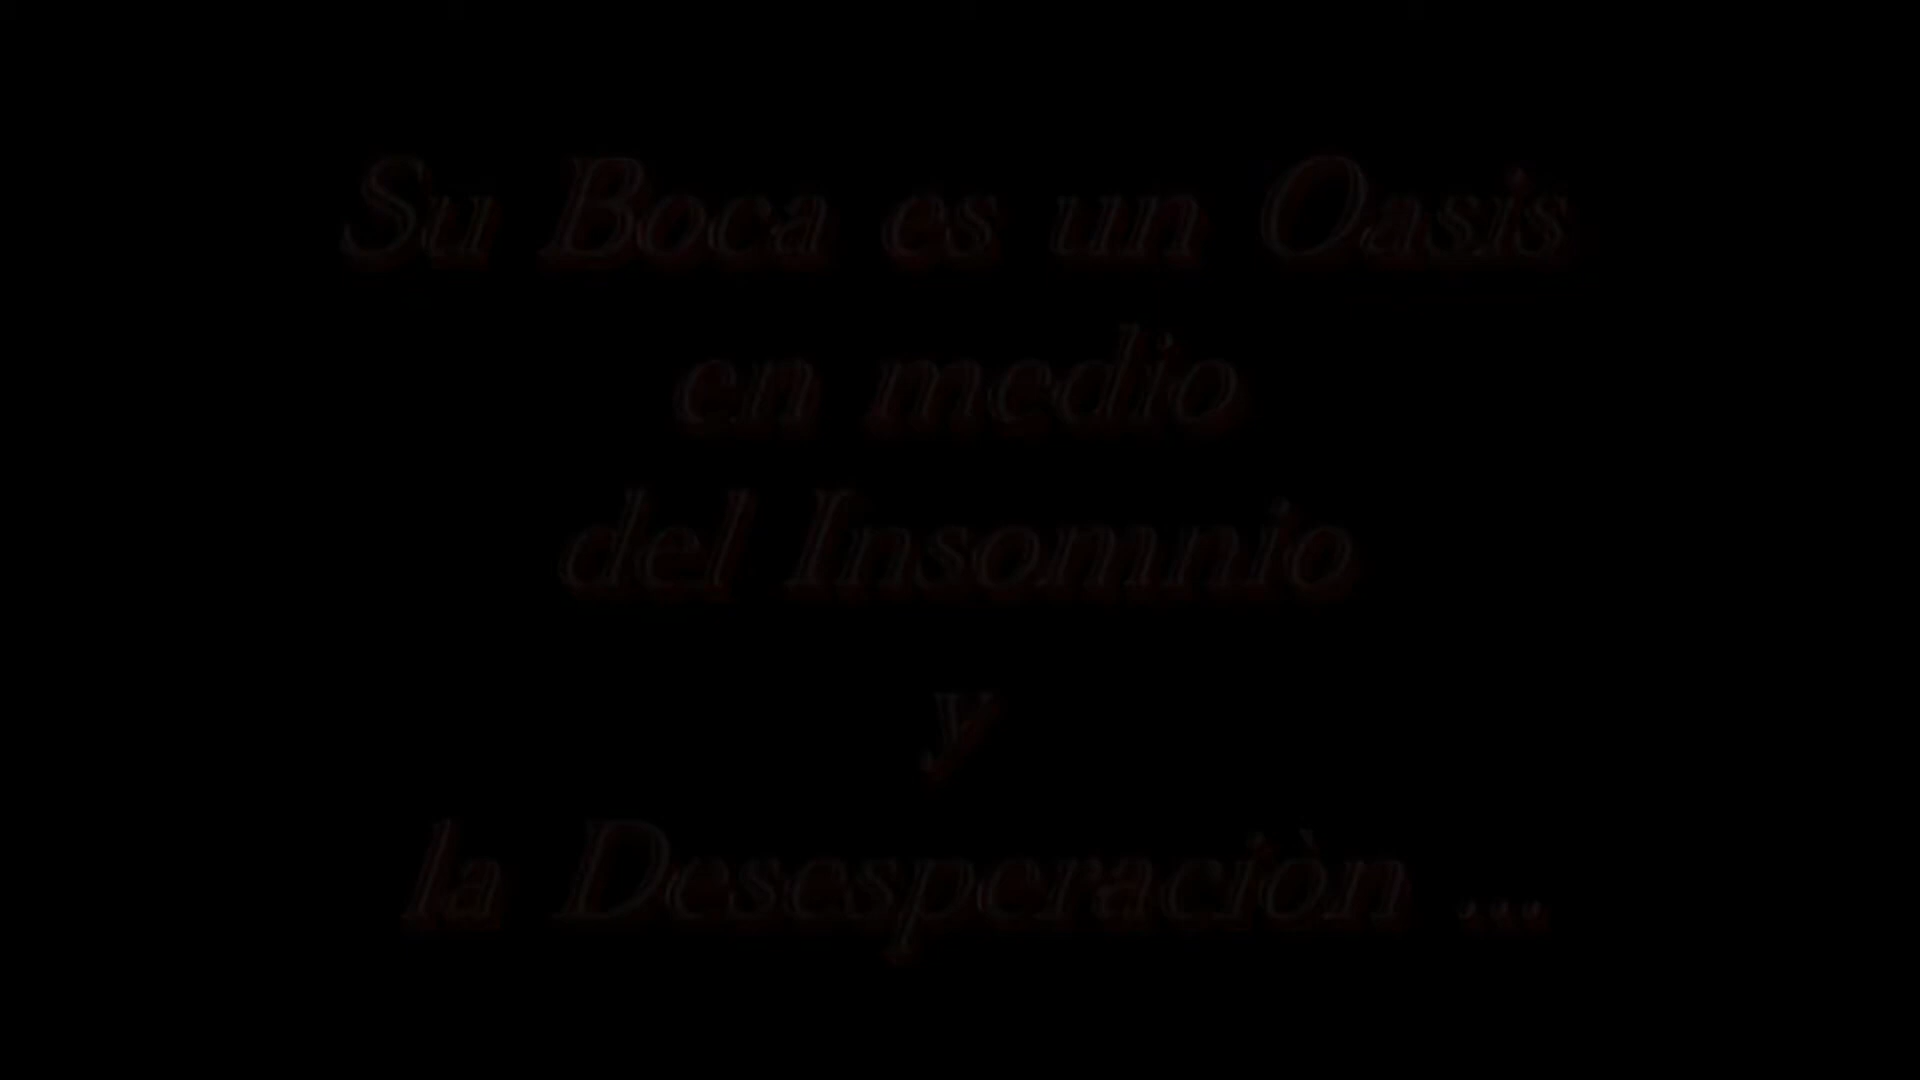 Su Boca es un Oasis
en medio
del Insomnio
y
la Desesperaciòn ...